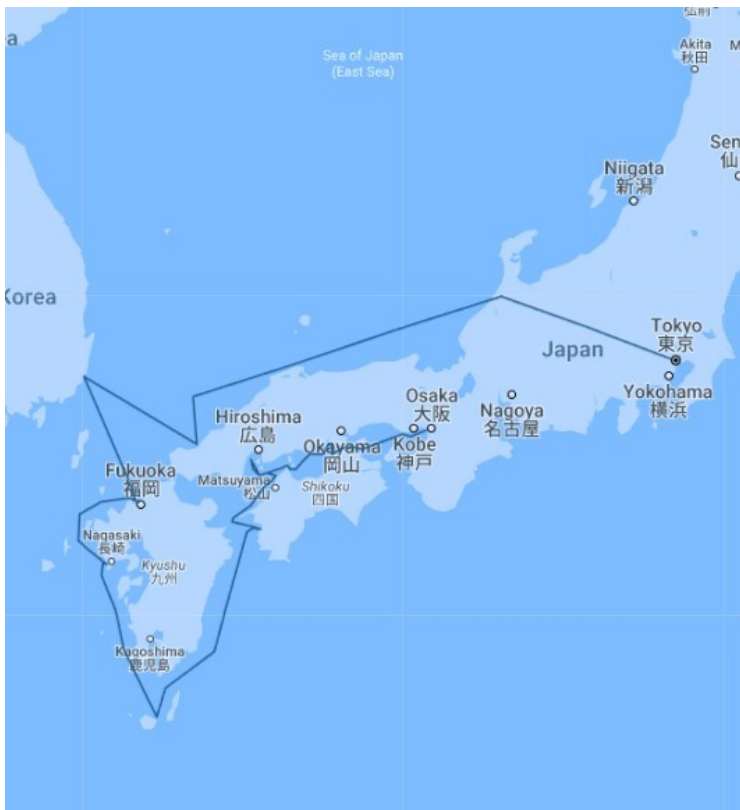 弘前
Akita
秋田
Sea of Japan
(East Sea)
a
M
Sen
仙
Niigata
新潟
Korea
Tokyo
東京
Japan
Yokohama
横浜
Osaka
大阪
Nagoya
名古屋
Hiroshima
広島
Okayama
岡山
Kobe
神戸
Matsuyama
松山
Shikoku
四国
Fukuoka
福岡
Nagasaki
長崎
Kyushu
九州
Kagoshima
鹿児島